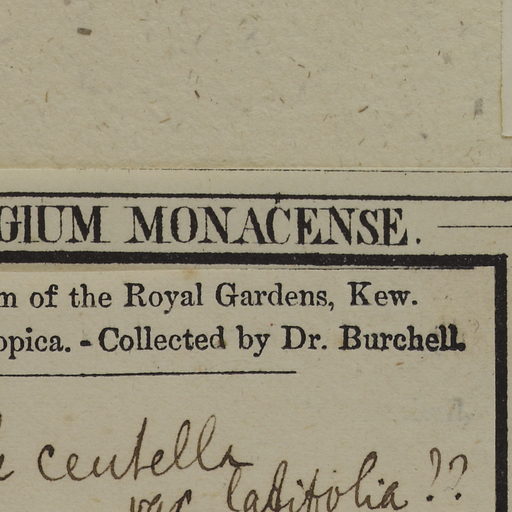 GIUM MONACENSE.
m of the Royal Gardens, Kew.
opica. - Collected by Dr. Burchell.
centella
var latifolia ??